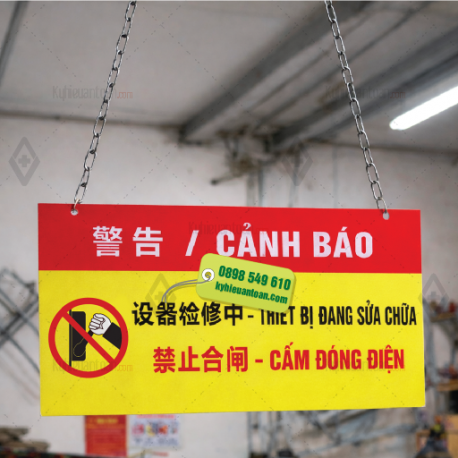 警告 / CẢNH BÁO
0898 549 610
kyhieuantoan.com
设器检修中 - THIẾT BỊ ĐANG SỬA CHỮA
禁止合闸 - CẤM ĐÓNG ĐIỆN